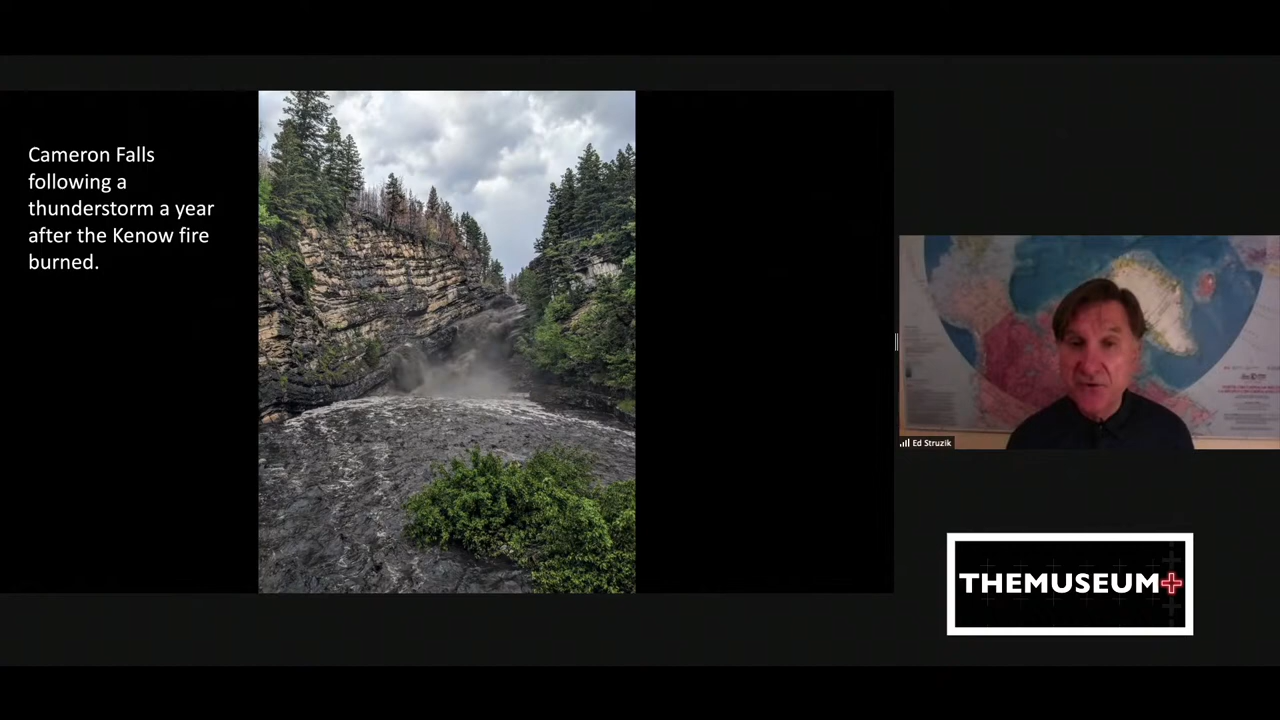 Cameron Falls
following a
thunderstorm a year
after the Kenow fire
burned.
Ed Struzik
THEMUSEUM+